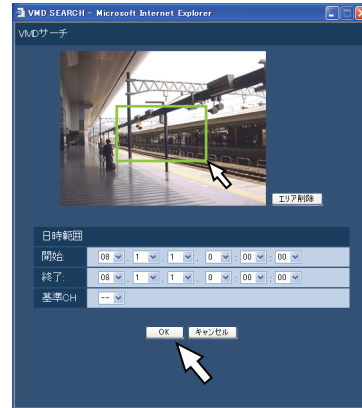 VMD SEARCH - Microsoft Internet Explorer
VMDサーチ
エリア削除
日時範囲
開始: 08 . 1 . 1 . 0 : 00 : 00
終了: 08 . 1 . 1 . 0 : 00 : 00
基準CH --
OK キャンセル